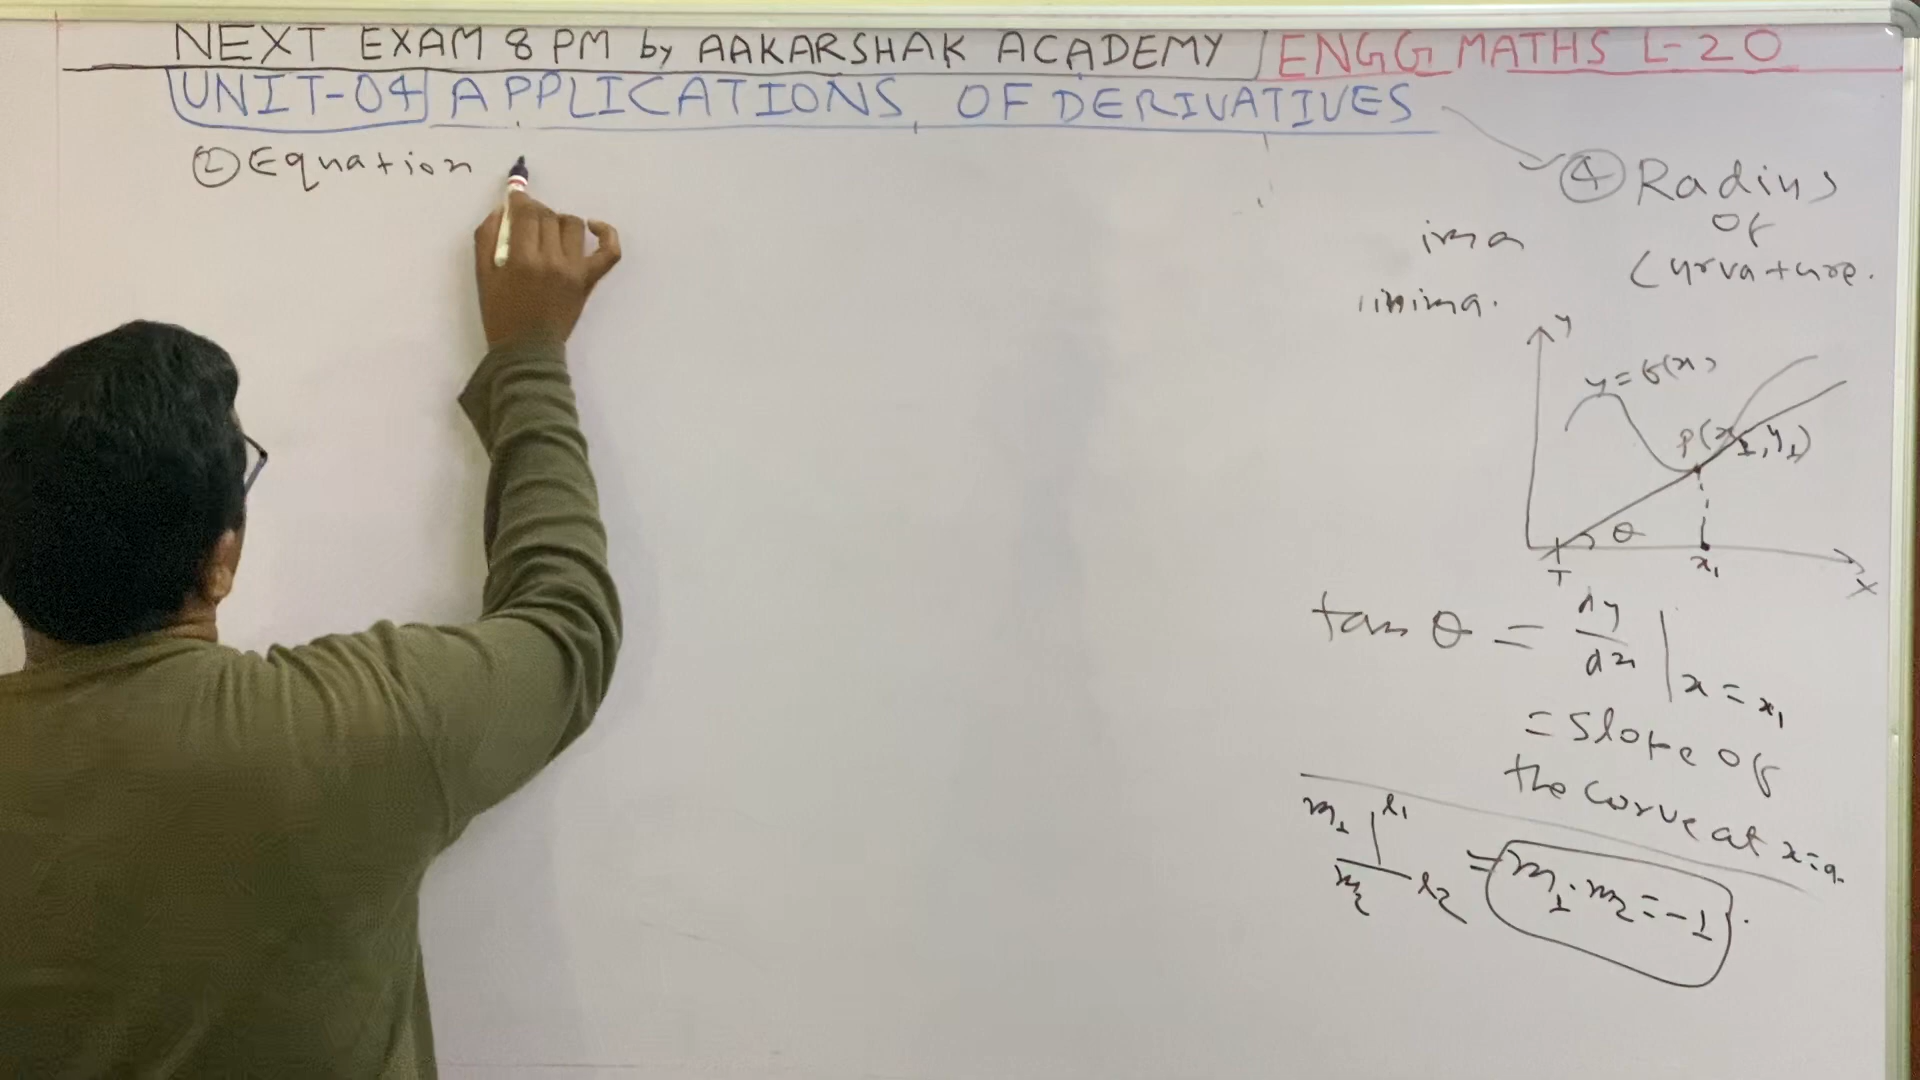 NEXT EXAM 8 PM by AAKARSHAK ACADEMY | ENGG MATHS L-20
UNIT-04 APPLICATIONS OF DERIVATIVES
② Equation
④ Radius
of
Curvature.
ima
inima.
y
y = f(x)
P(x₁, y₁)
θ
T
x₁
X
tan θ = dy/dx | x = x₁
= Slope of
the curve at x=a.
m₁ l₁
m₂ l₂
= m₁ · m₂ = -1.